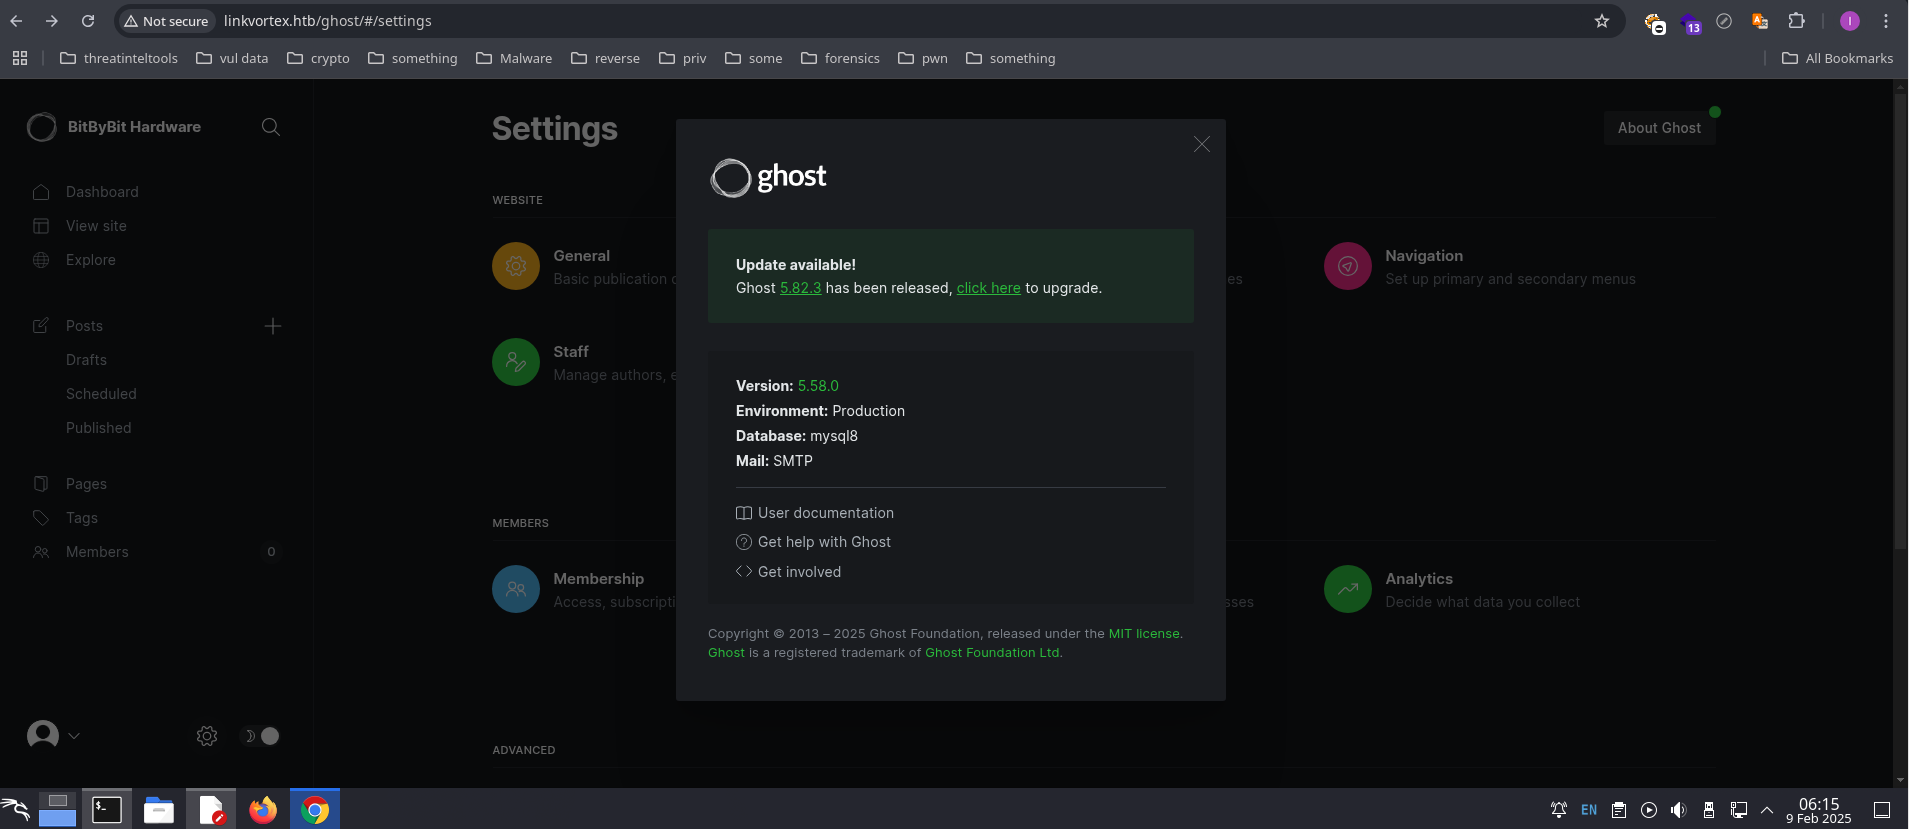 Not secure linkvortex.htb/ghost/#/settings
13
I
threatinteltools vul data crypto something Malware reverse priv some forensics pwn something All Bookmarks
BitByBit Hardware
Settings
About Ghost
ghost
Dashboard
View site
Explore
Posts
Drafts
Scheduled
Published
Pages
Tags
Members 0
WEBSITE
General
Basic publication
Navigation
Set up primary and secondary menus
Staff
Manage authors,
MEMBERS
Membership
Access,
Analytics
Decide what data you collect
ADVANCED
Update available!
Ghost 5.82.3 has been released, click here to upgrade.
Version: 5.58.0
Environment: Production
Database: mysql8
Mail: SMTP
User documentation
Get help with Ghost
Get involved
Copyright © 2013 – 2025 Ghost Foundation, released under the MIT license.
Ghost is a registered trademark of Ghost Foundation Ltd.
EN
06:15
9 Feb 2025